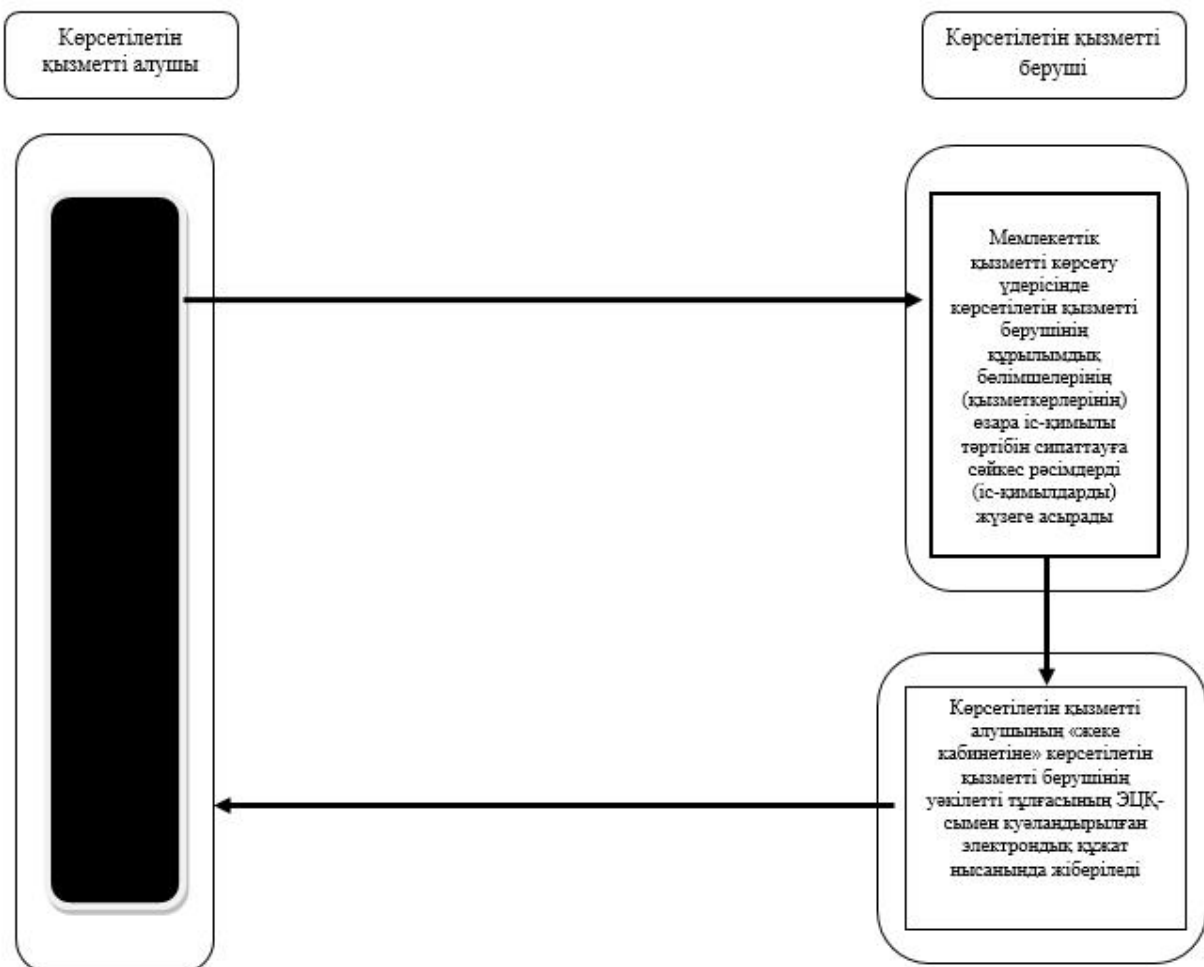 Көрсетілетін
қызметті алушы
Көрсетілетін қызметті
беруші
Мемлекеттік
қызметті көрсету
үдерісінде
көрсетілетін қызметті
берушінің
құрылымдық
бөлімшелерінің
(қызметкерлерінің)
өзара іс-қимылы
тәртібін сипаттауға
сәйкес рәсімдерді
(іс-қимылдарды)
жүзеге асырады
Көрсетілетін қызметті
алушының «жеке
кабинетіне» көрсетілетін
қызметті берушінің
уәкілетті тұлғасының ЭЦҚ-
сымен куәландырылған
электрондық құжат
нысанында жіберіледі